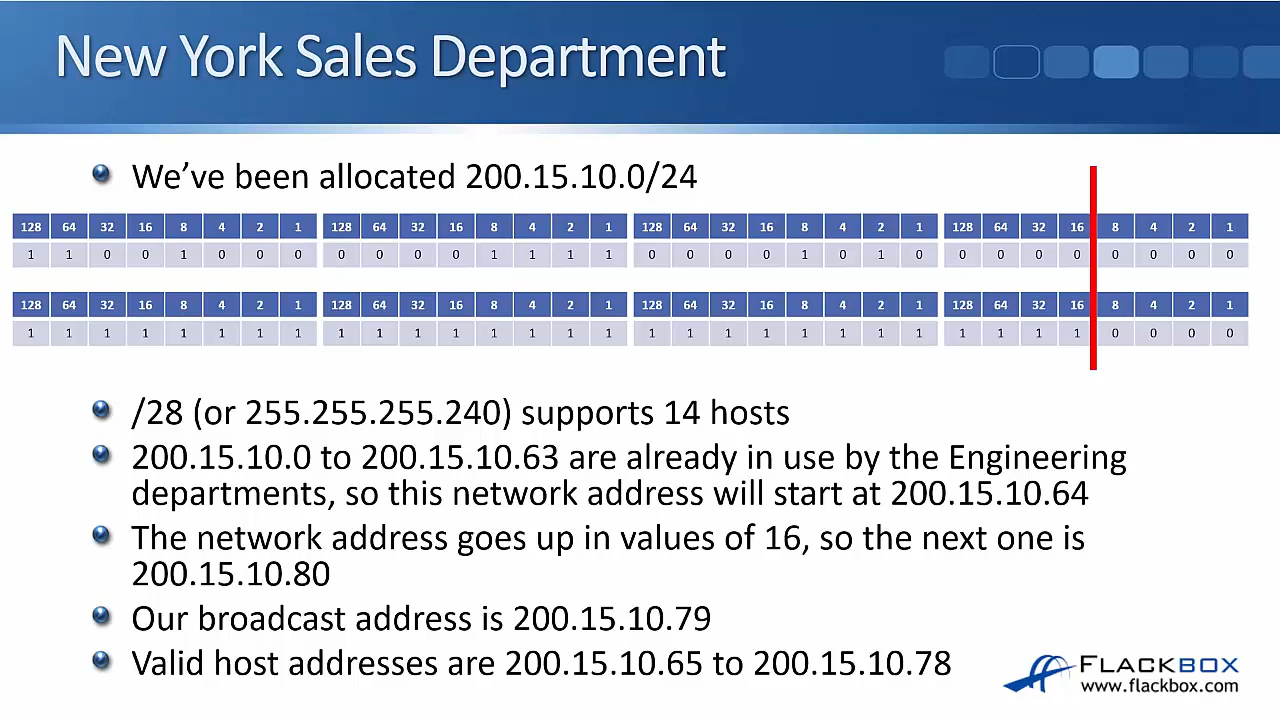 New York Sales Department
We've been allocated 200.15.10.0/24
128 64 32 16 8 4 2 1 128 64 32 16 8 4 2 1 128 64 32 16 8 4 2 1 128 64 32 16 8 4 2 1
1 1 0 0 1 0 0 0 0 0 0 0 1 1 1 1 0 0 0 0 1 0 1 0 0 0 0 0 0 0 0 0
128 64 32 16 8 4 2 1 128 64 32 16 8 4 2 1 128 64 32 16 8 4 2 1 128 64 32 16 8 4 2 1
1 1 1 1 1 1 1 1 1 1 1 1 1 1 1 1 1 1 1 1 1 1 1 1 1 1 1 1 0 0 0 0
/28 (or 255.255.255.240) supports 14 hosts
200.15.10.0 to 200.15.10.63 are already in use by the Engineering
departments, so this network address will start at 200.15.10.64
The network address goes up in values of 16, so the next one is
200.15.10.80
Our broadcast address is 200.15.10.79
Valid host addresses are 200.15.10.65 to 200.15.10.78
FLACKBOX
www.flackbox.com